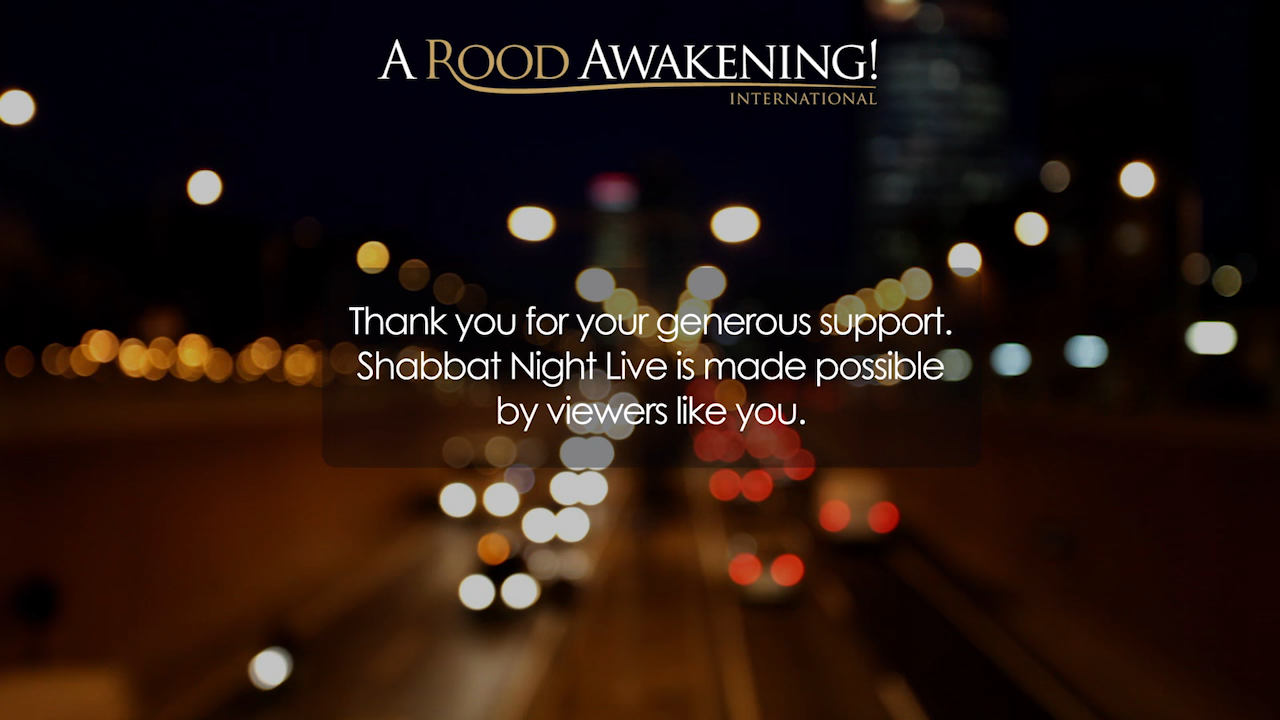 A ROOD AWAKENING!
INTERNATIONAL
Thank you for your generous support.
Shabbat Night Live is made possible
by viewers like you.